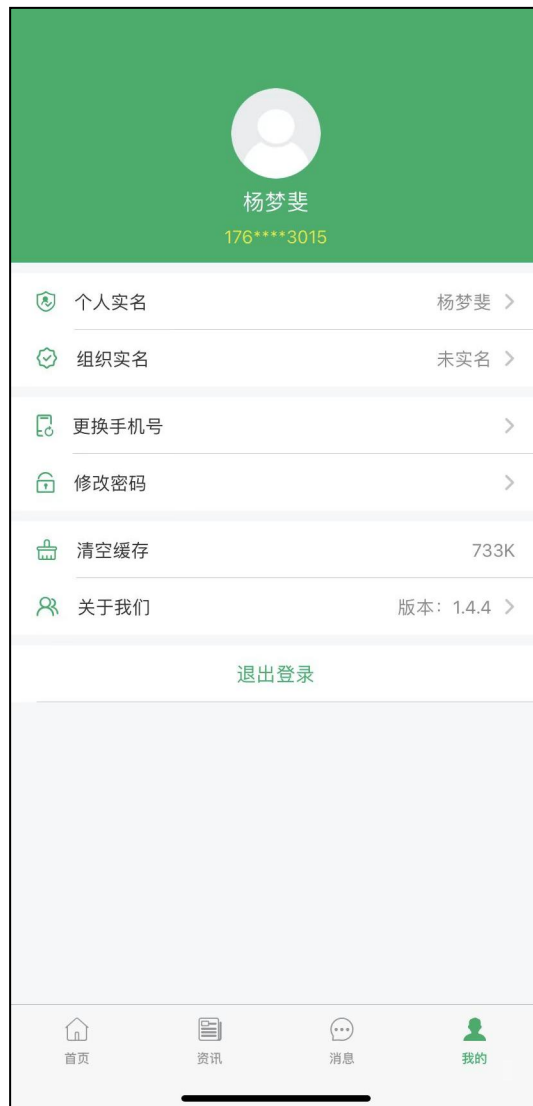 杨梦斐
176****3015
个人实名 杨梦斐
组织实名 未实名
更换手机号
修改密码
清空缓存 733K
关于我们 版本：1.4.4
退出登录
首页 资讯 消息 我的